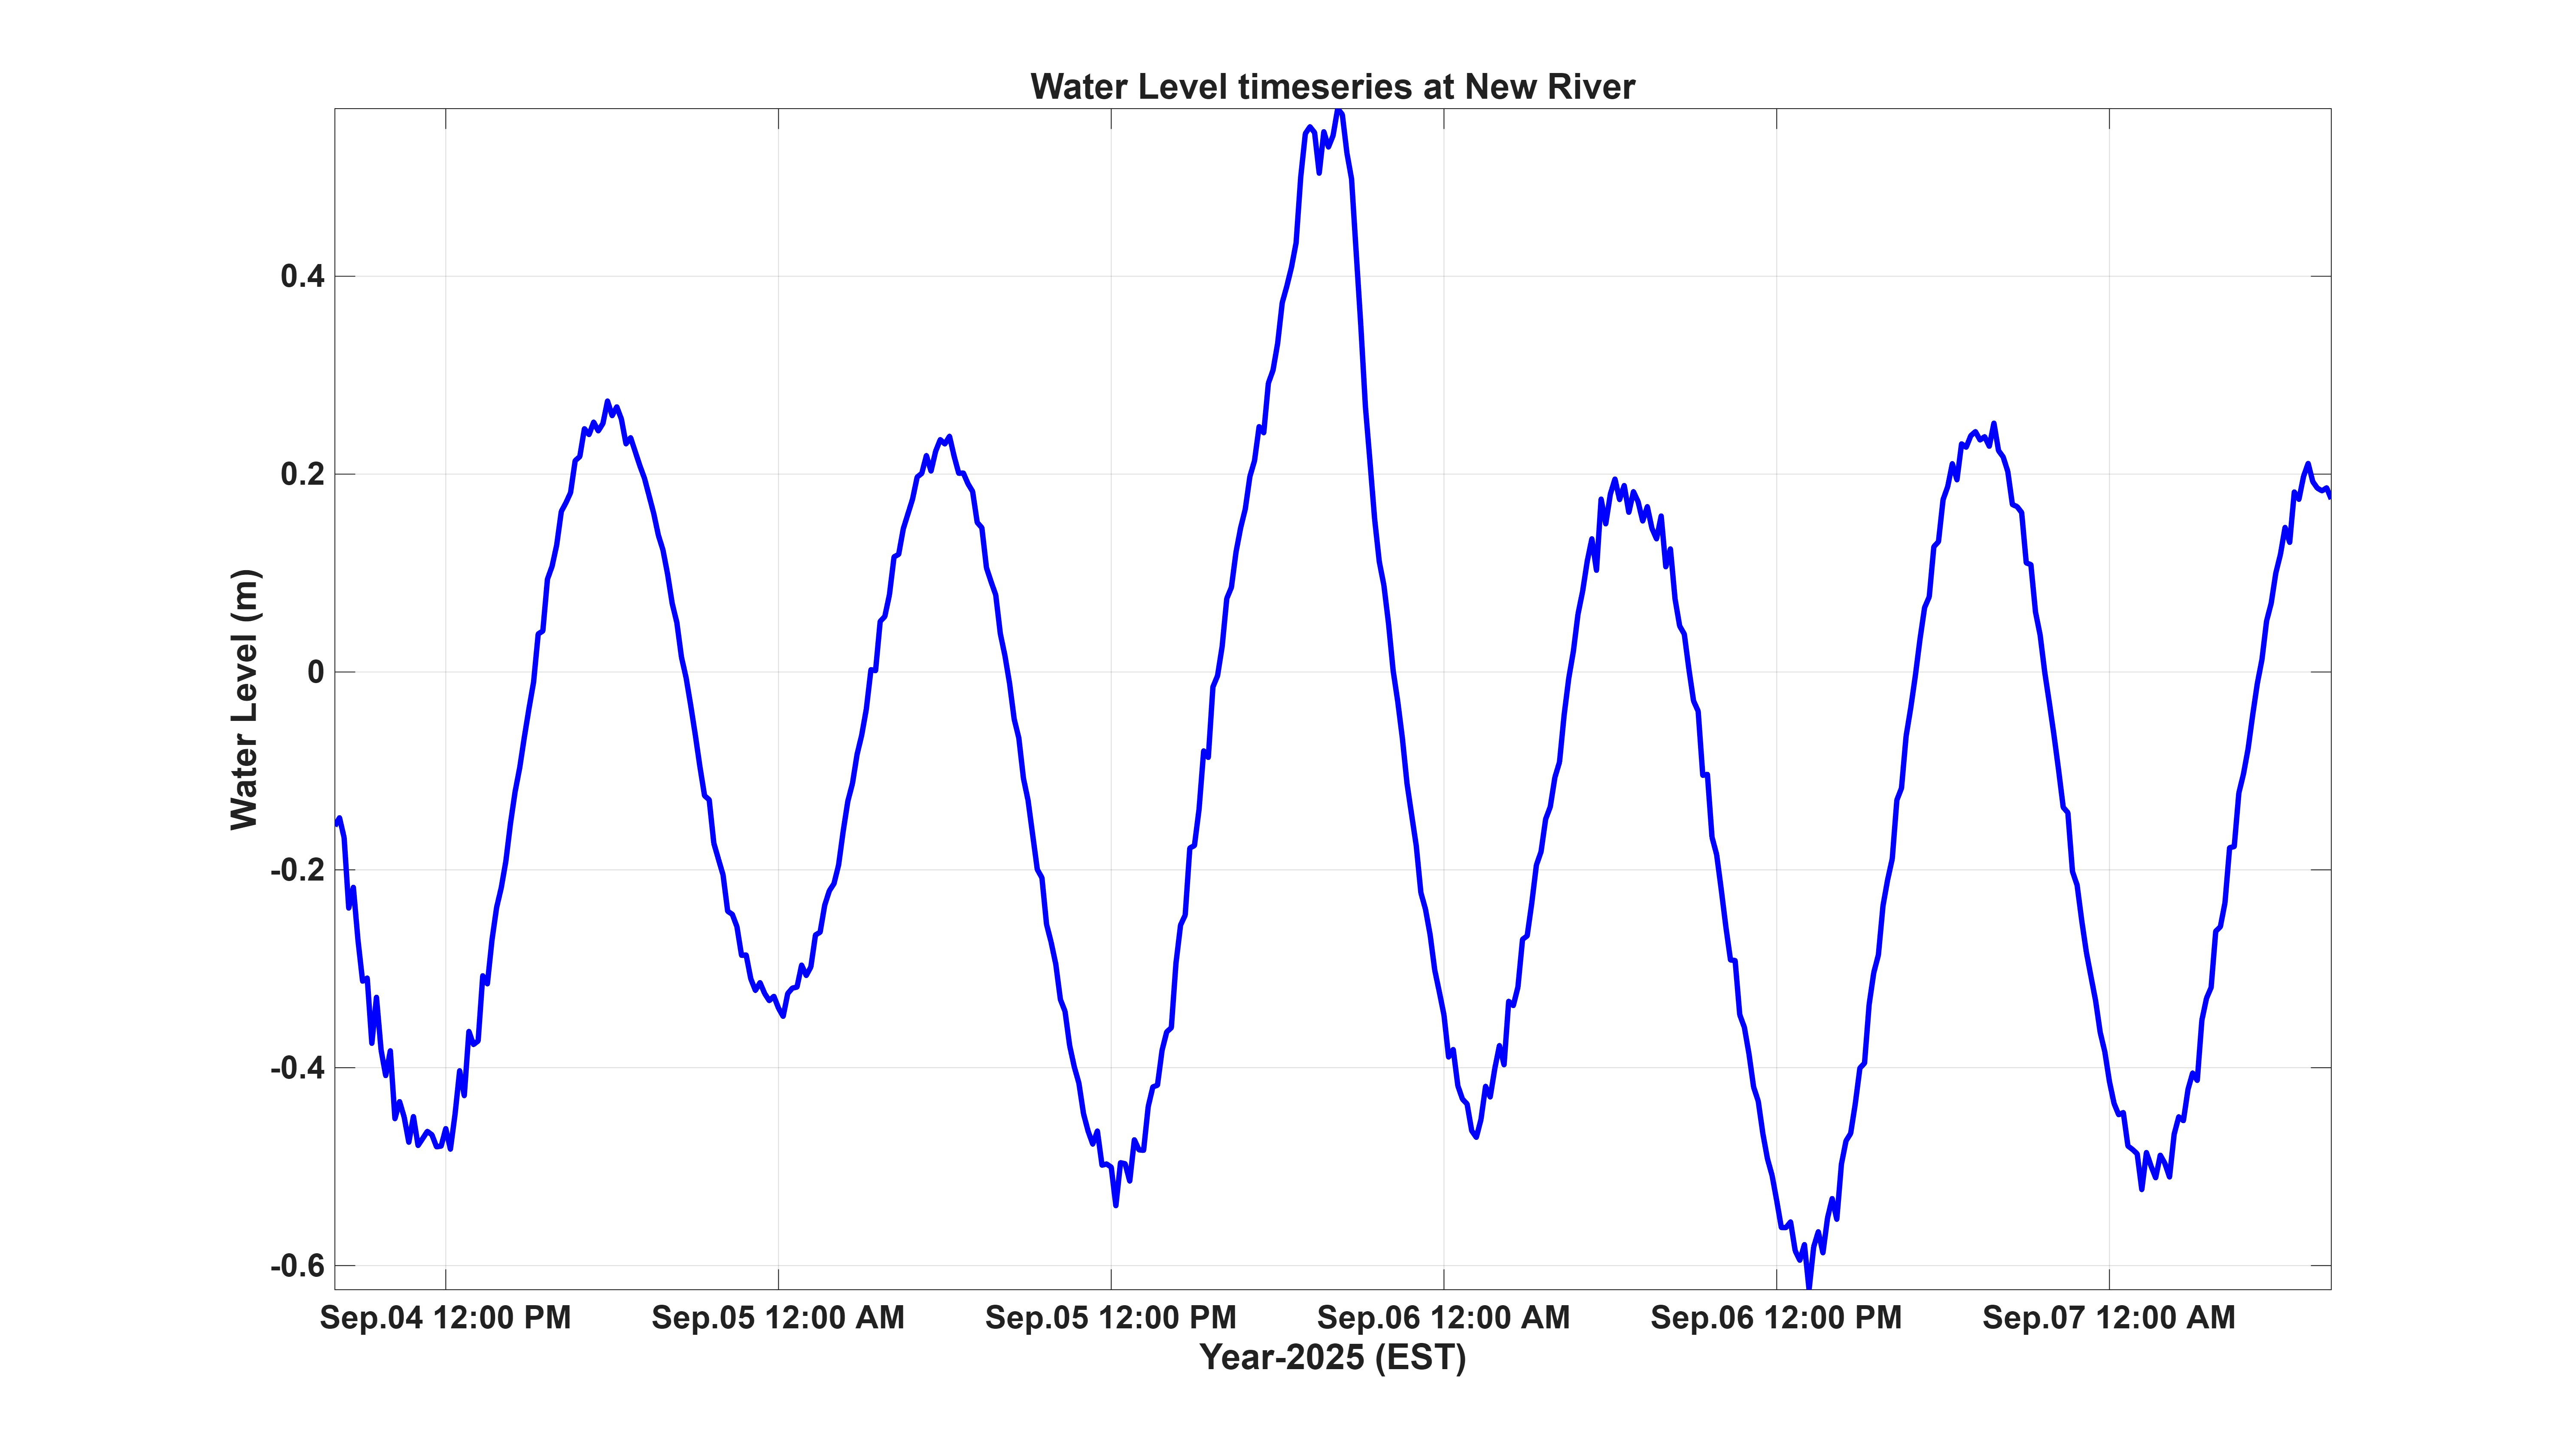 Water Level timeseries at New River
Water Level (m)
0.4
0.2
0
-0.2
-0.4
-0.6
Sep.04 12:00 PM Sep.05 12:00 AM Sep.05 12:00 PM Sep.06 12:00 AM Sep.06 12:00 PM Sep.07 12:00 AM
Year-2025 (EST)